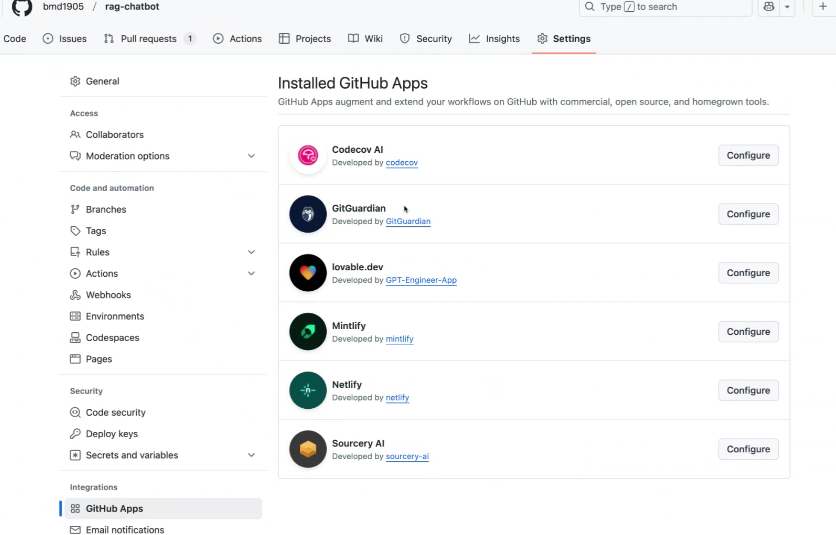 bmd1905 / rag-chatbot
Type / to search
Code Issues Pull requests 1 Actions Projects Wiki Security Insights Settings
General
Access
Collaborators
Moderation options
Code and automation
Branches
Tags
Rules
Actions
Webhooks
Environments
Codespaces
Pages
Security
Code security
Deploy keys
Secrets and variables
Integrations
GitHub Apps
Email notifications
Installed GitHub Apps
GitHub Apps augment and extend your workflows on GitHub with commercial, open source, and homegrown tools.
Codecov AI
Developed by codecov
Configure
GitGuardian
Developed by GitGuardian
Configure
lovable.dev
Developed by GPT-Engineer-App
Configure
Mintlify
Developed by mintlify
Configure
Netlify
Developed by netlify
Configure
Sourcery AI
Developed by sourcery-ai
Configure